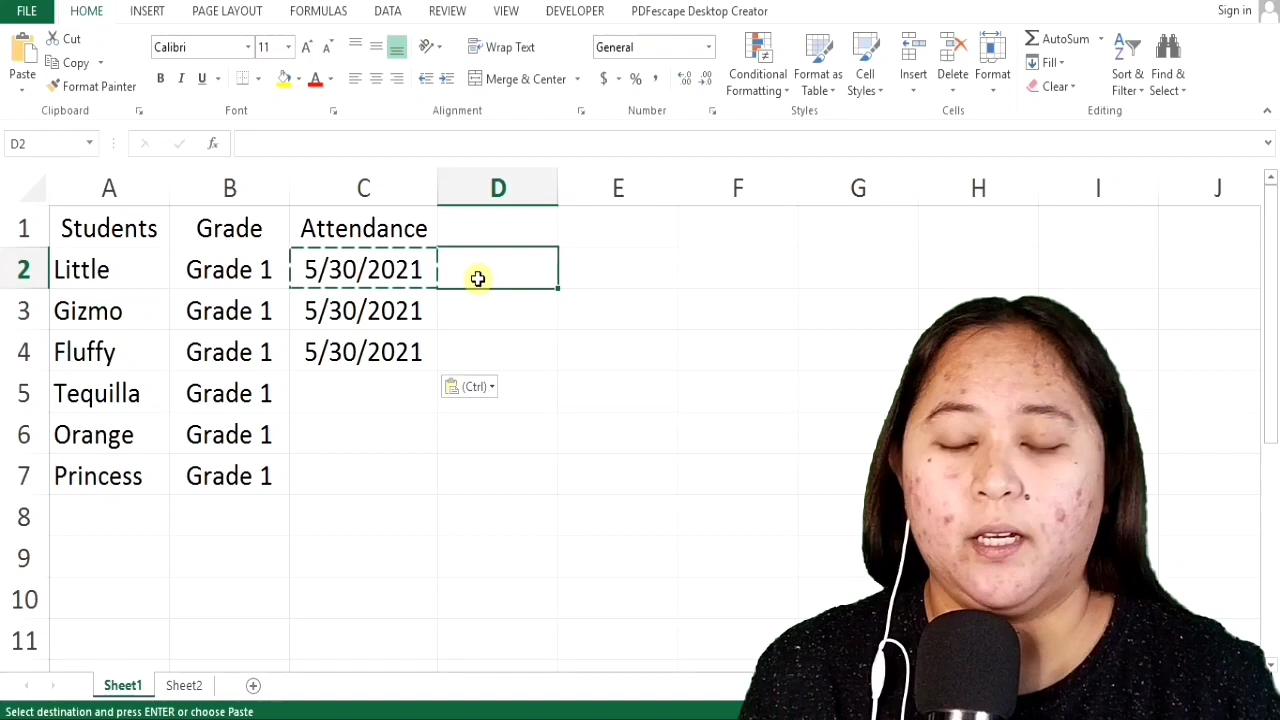 FILE HOME INSERT PAGE LAYOUT FORMULAS DATA REVIEW VIEW DEVELOPER PDFescape Desktop Creator Sign in
Paste
Cut
Copy
Format Painter
Clipboard
Calibri 11
B I U
Font
Wrap Text
Merge & Center
Alignment
General
$ % ,
Number
Conditional
Formatting
Format as
Table
Cell
Styles
Styles
Insert Delete Format
Cells
AutoSum
Fill
Clear
Sort &
Filter
Find &
Select
Editing
D2 fx
A B C D E F G H I J
1 Students Grade Attendance
2 Little Grade 1 5/30/2021
3 Gizmo Grade 1 5/30/2021
4 Fluffy Grade 1 5/30/2021
5 Tequilla Grade 1 (Ctrl)
6 Orange Grade 1
7 Princess Grade 1
8
9
10
11
Sheet1 Sheet2
Select destination and press ENTER or choose Paste